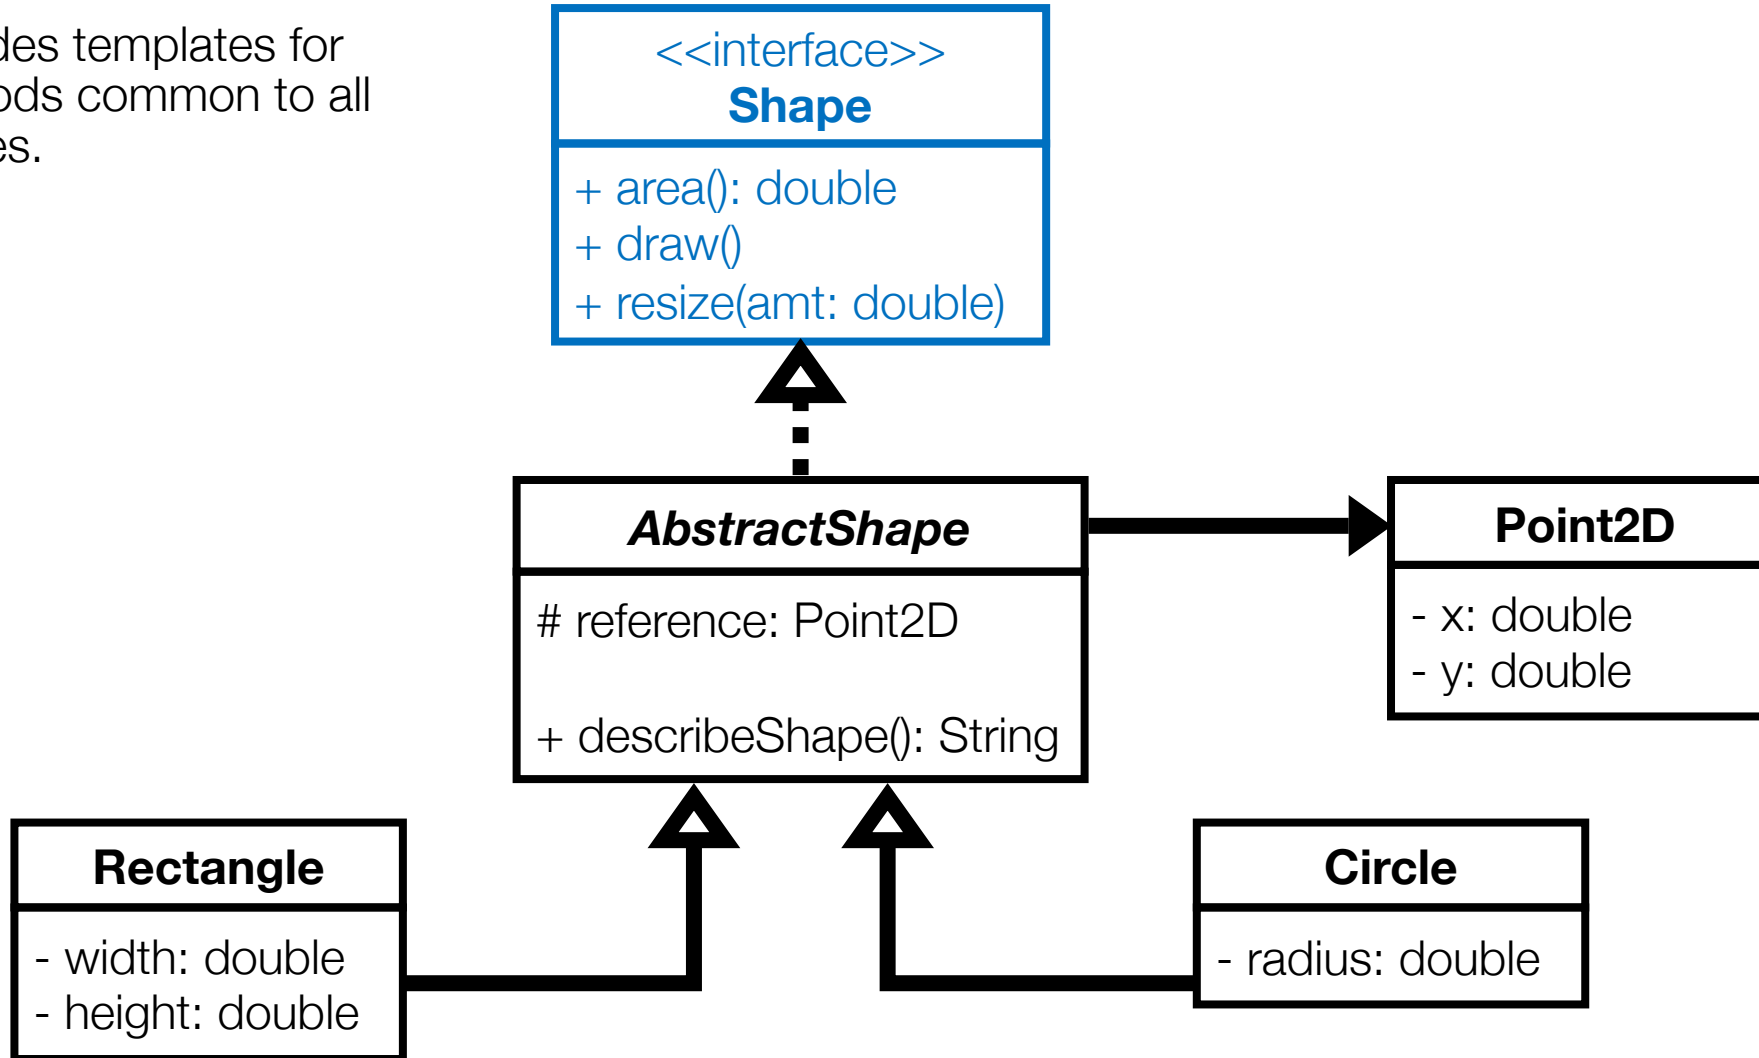 des templates for
ods common to all
es.
<<interface>>
Shape
+ area(): double
+ draw()
+ resize(amt: double)
AbstractShape
# reference: Point2D
+ describeShape(): String
Point2D
- x: double
- y: double
Rectangle
- width: double
- height: double
Circle
- radius: double